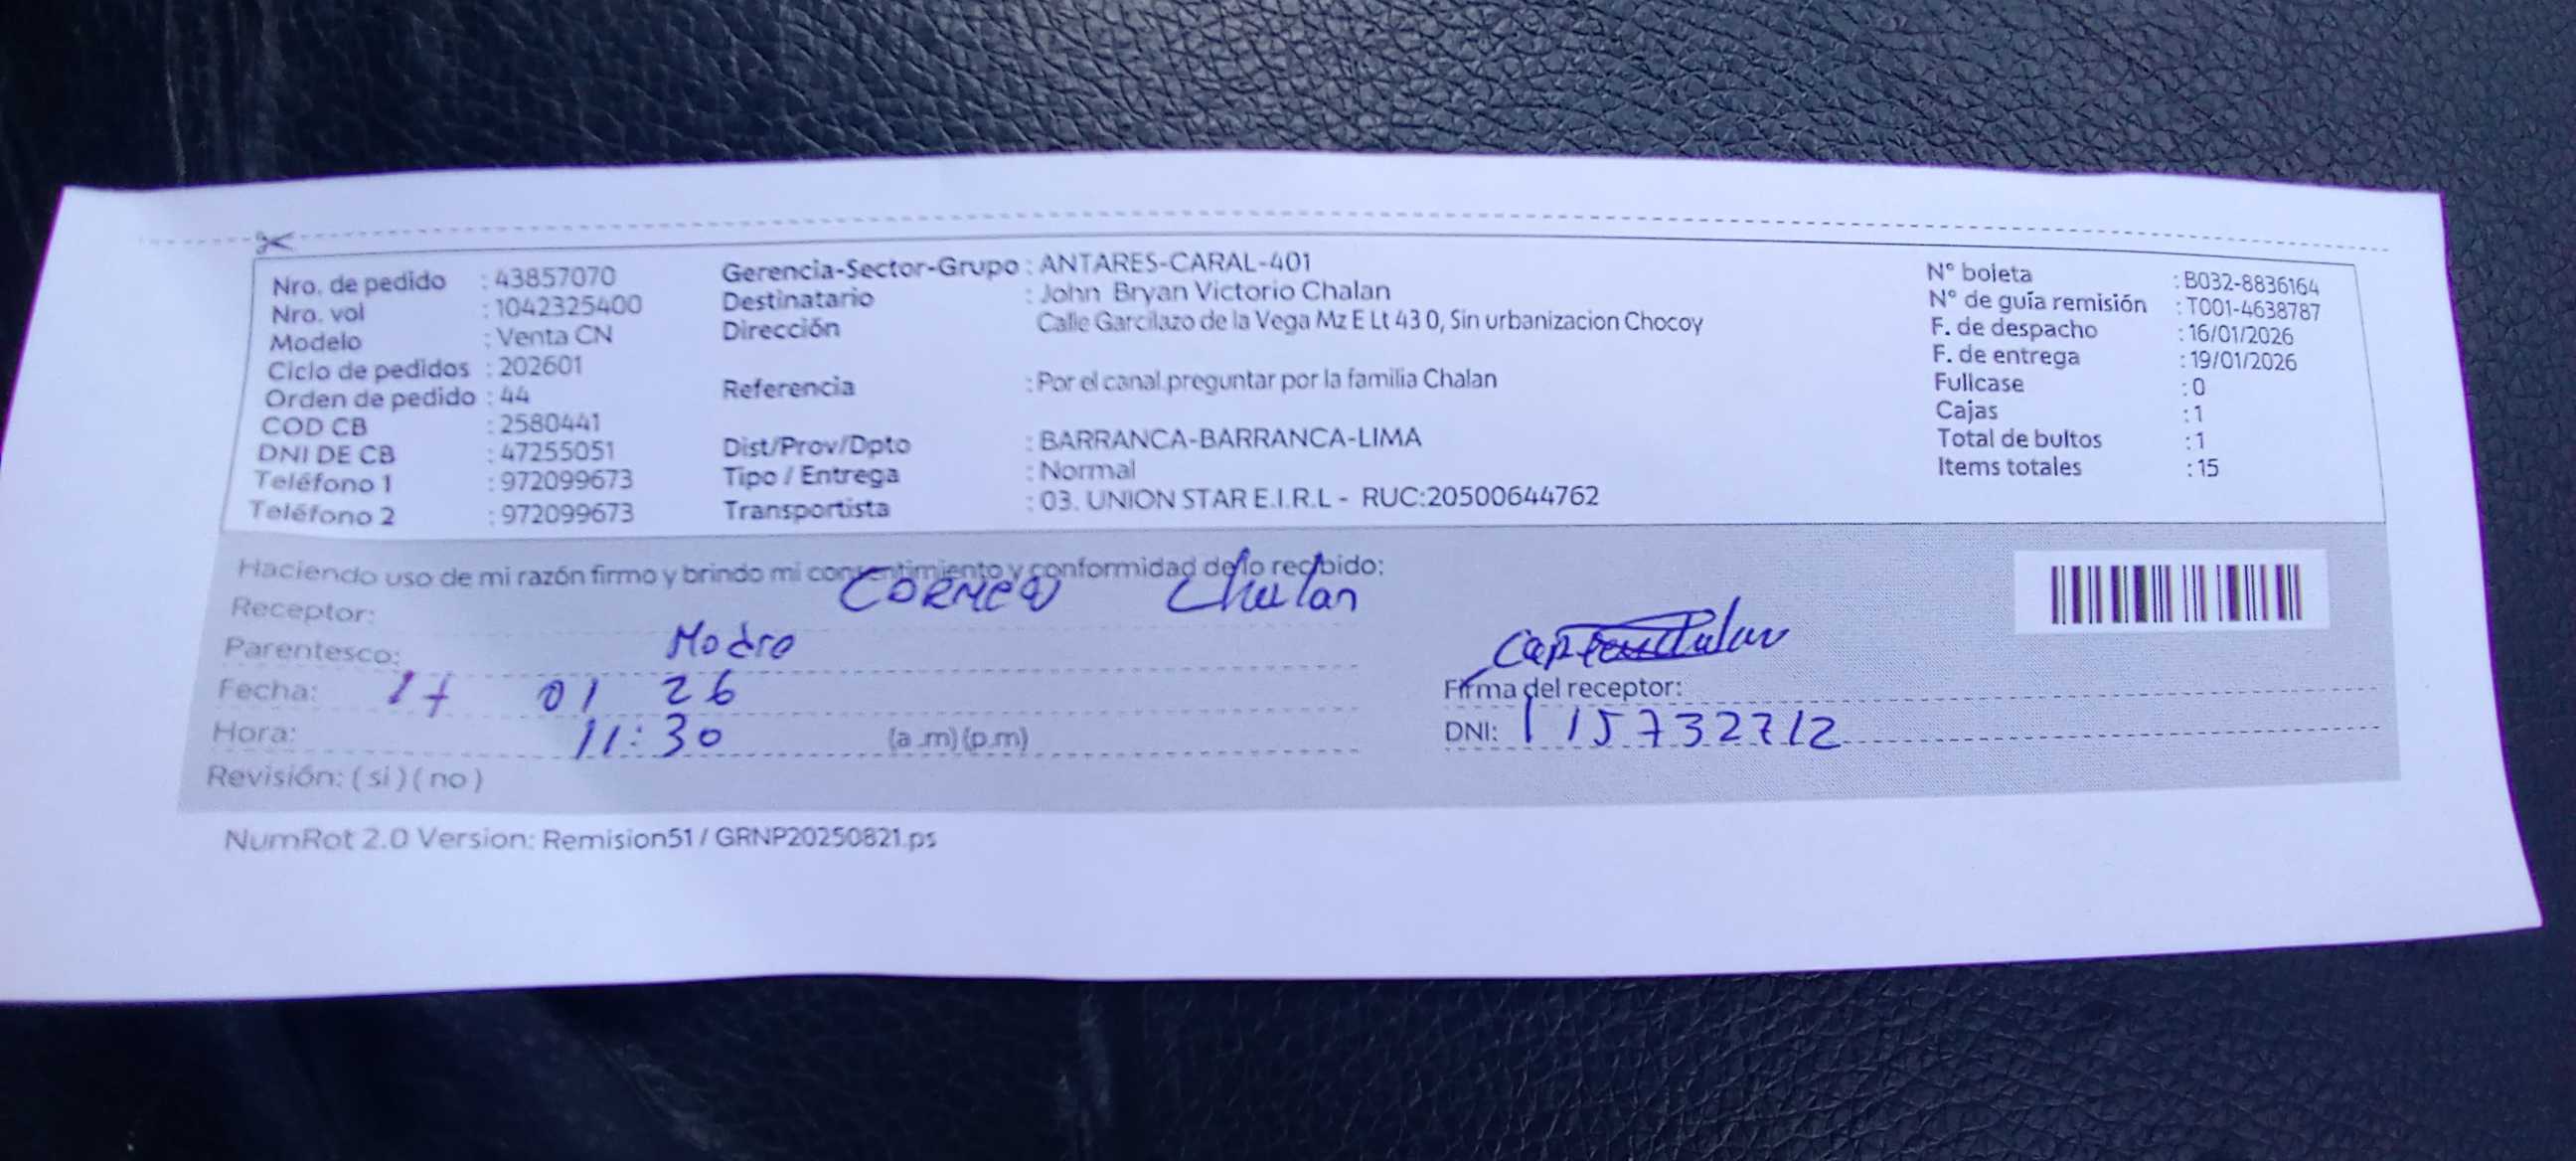 Nro. de pedido : 43857070
Nro. vol : 1042325400
Modelo : Venta CN
Ciclo de pedidos : 202601
Orden de pedido : 44
COD CB : 2580441
DNI DE CB : 47255051
Teléfono 1 : 972099673
Teléfono 2 : 972099673
Gerencia-Sector-Grupo : ANTARES-CARAL-401
Destinatario : John Bryan Victorio Chalan
Dirección : Calle Garcilazo de la Vega Mz E Lt 43 0, Sin urbanizacion Chocoy
Referencia : Por el canal preguntar por la familia Chalan
Dist/Prov/Dpto : BARRANCA-BARRANCA-LIMA
Tipo / Entrega : Normal
Transportista : 03. UNION STAR E.I.R.L - RUC:20500644762
N° boleta : B032-8836164
N° de guía remisión : T001-4638787
F. de despacho : 16/01/2026
F. de entrega : 19/01/2026
Fullcase : 0
Cajas : 1
Total de bultos : 1
Items totales : 15
Haciendo uso de mi razón firmo y brindo mi consentimiento y conformidad de lo recibido:
Receptor: Chalan
Parentesco: Madre
Fecha: 17 01 26
Hora: 11:30 (a .m) (p.m)
Revisión: ( si ) ( no )
Firma del receptor:
DNI: 15732712
NumRot 2.0 Version: Remision51 / GRNP20250821.ps